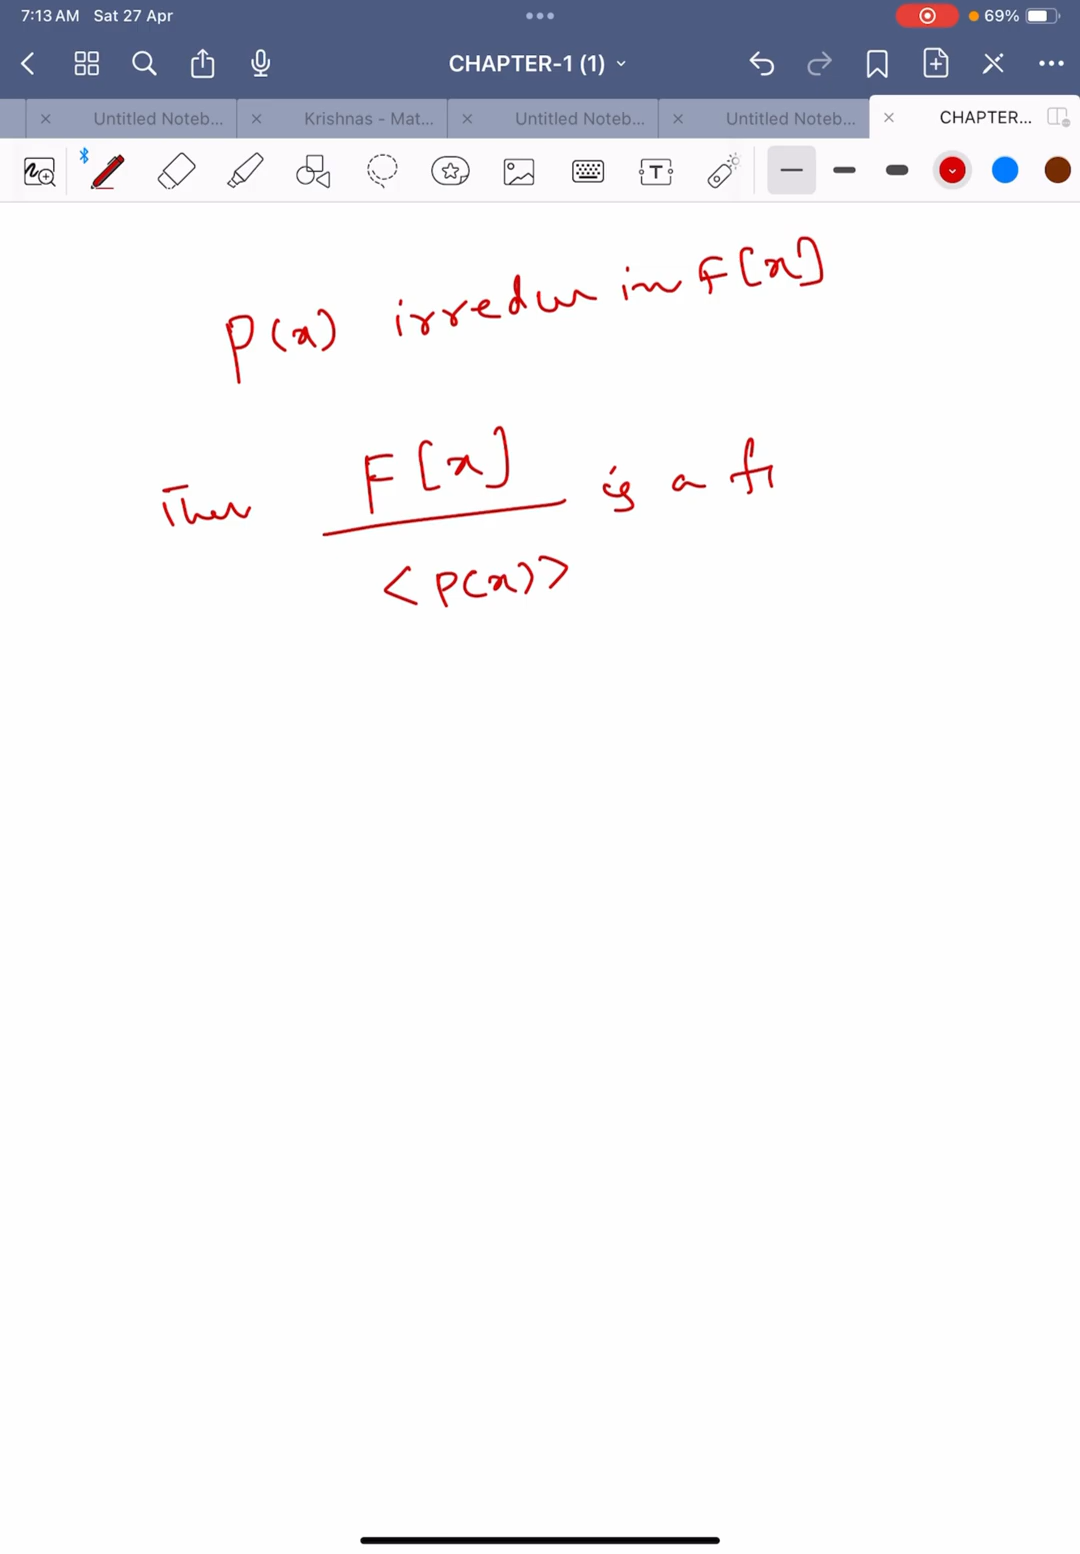 7:13 AM Sat 27 Apr
69%
CHAPTER-1 (1)
Untitled Noteb... Krishnas - Mat... Untitled Noteb... Untitled Noteb... CHAPTER...
T
P(x) irredu in F[x]
Then F[x] is a fi
<P(x)>